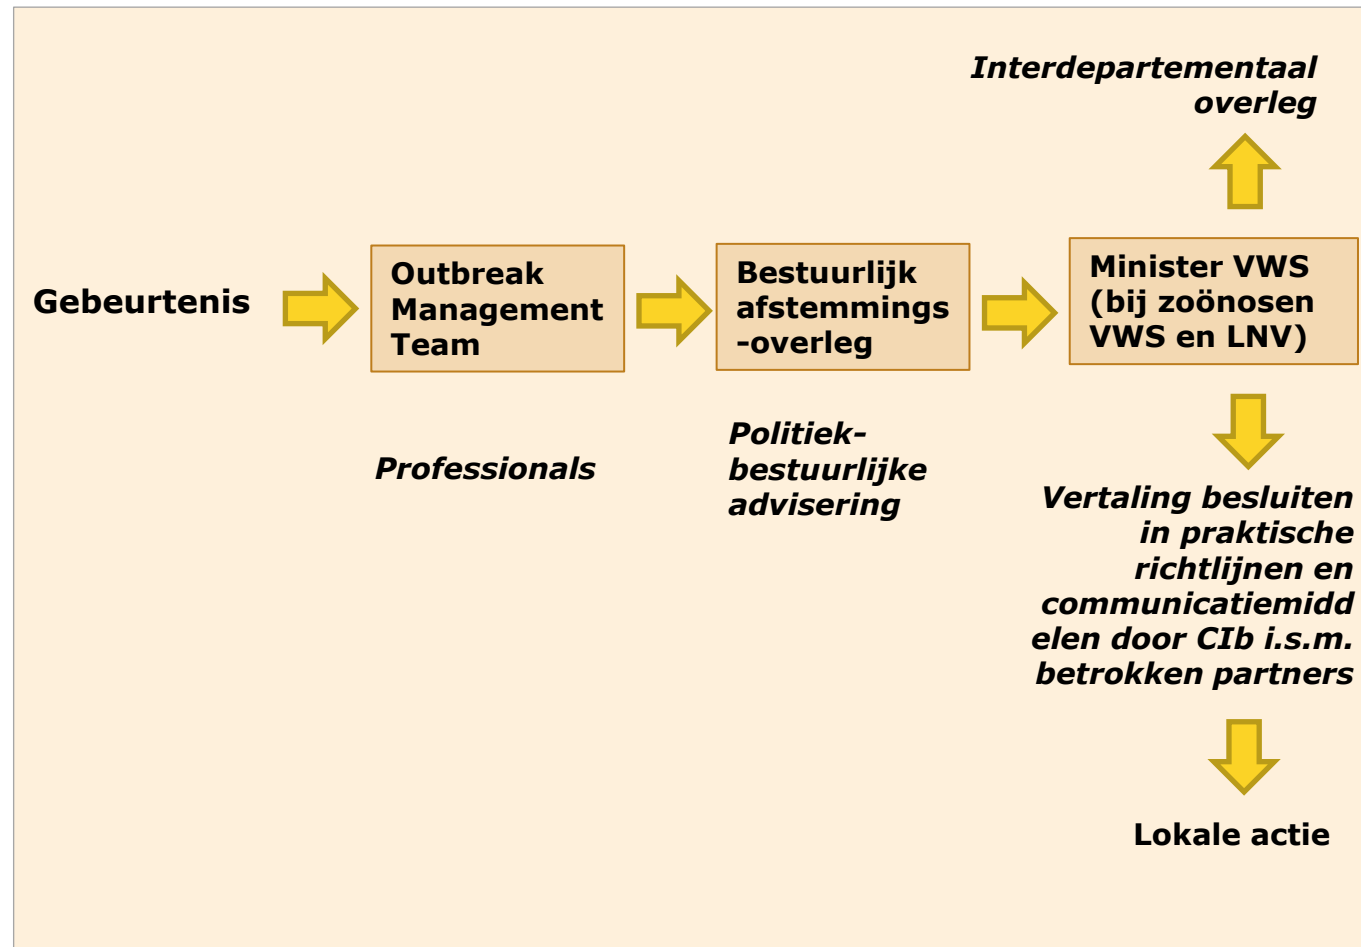 Interdepartementaal
overleg
Gebeurtenis
Outbreak
Management
Team
Bestuurlijk
afstemmings
-overleg
Minister VWS
(bij zoönosen
VWS en LNV)
Professionals
Politiek-
bestuurlijke
advisering
Vertaling besluiten
in praktische
richtlijnen en
communicatiemidd
elen door CIb i.s.m.
betrokken partners
Lokale actie